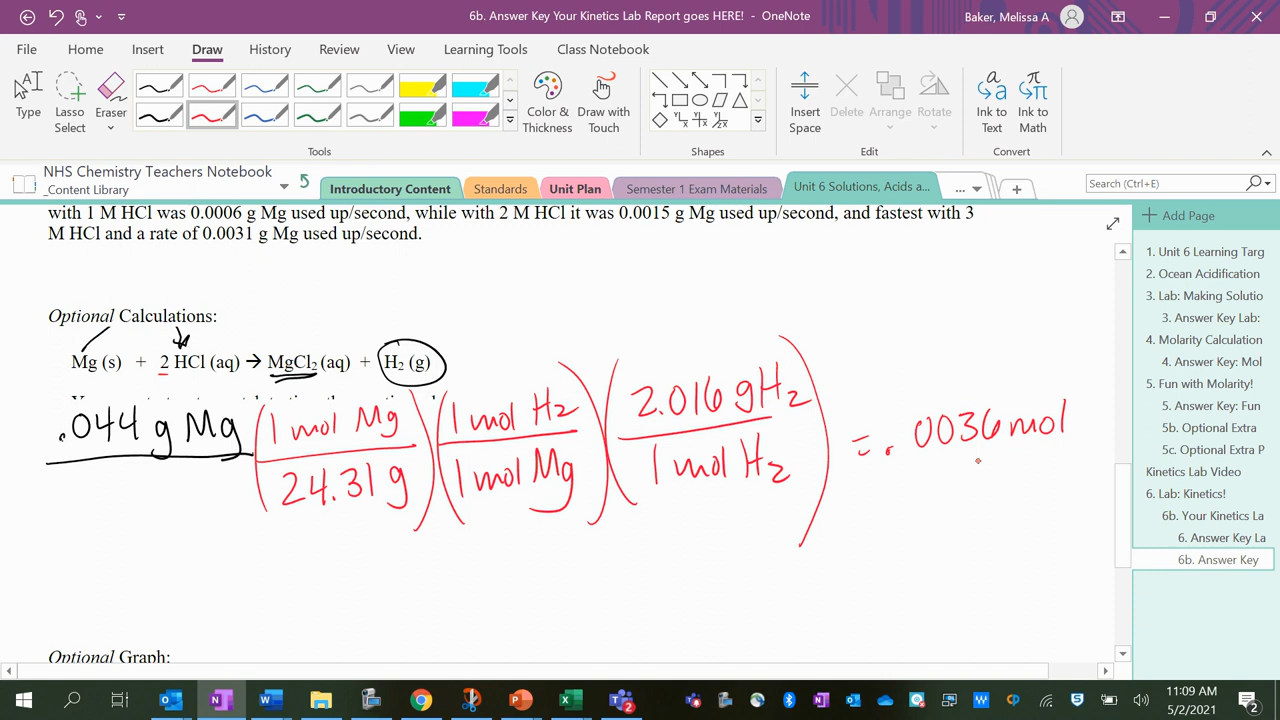 6b. Answer Key Your Kinetics Lab Report goes HERE! - OneNote
Baker, Melissa A
File Home Insert Draw History Review View Learning Tools Class Notebook
Type
Lasso Select
Eraser
Color & Thickness
Draw with Touch
Insert Space
Delete
Arrange
Rotate
Ink to Text
Ink to Math
Tools
Shapes
Edit
Convert
NHS Chemistry Teachers Notebook
_Content Library
Introductory Content
Standards
Unit Plan
Semester 1 Exam Materials
Unit 6 Solutions, Acids a...
...
Search (Ctrl+E)
with 1 M HCl was 0.0006 g Mg used up/second, while with 2 M HCl it was 0.0015 g Mg used up/second, and fastest with 3
M HCl and a rate of 0.0031 g Mg used up/second.
Optional Calculations:
Mg (s) + 2 HCl (aq) → MgCl₂ (aq) + H₂ (g)
.044 g Mg (1 mol Mg / 24.31 g) (1 mol H₂ / 1 mol Mg) (2.016 g H₂ / 1 mol H₂) = .0036 mol
Optional Graph:
Add Page
1. Unit 6 Learning Targ
2. Ocean Acidification
3. Lab: Making Solutio
3. Answer Key Lab:
4. Molarity Calculation
4. Answer Key: Mol
5. Fun with Molarity!
5. Answer Key: Fun
5b. Optional Extra
5c. Optional Extra P
Kinetics Lab Video
6. Lab: Kinetics!
6b. Your Kinetics La
6. Answer Key La
6b. Answer Key
11:09 AM
5/2/2021